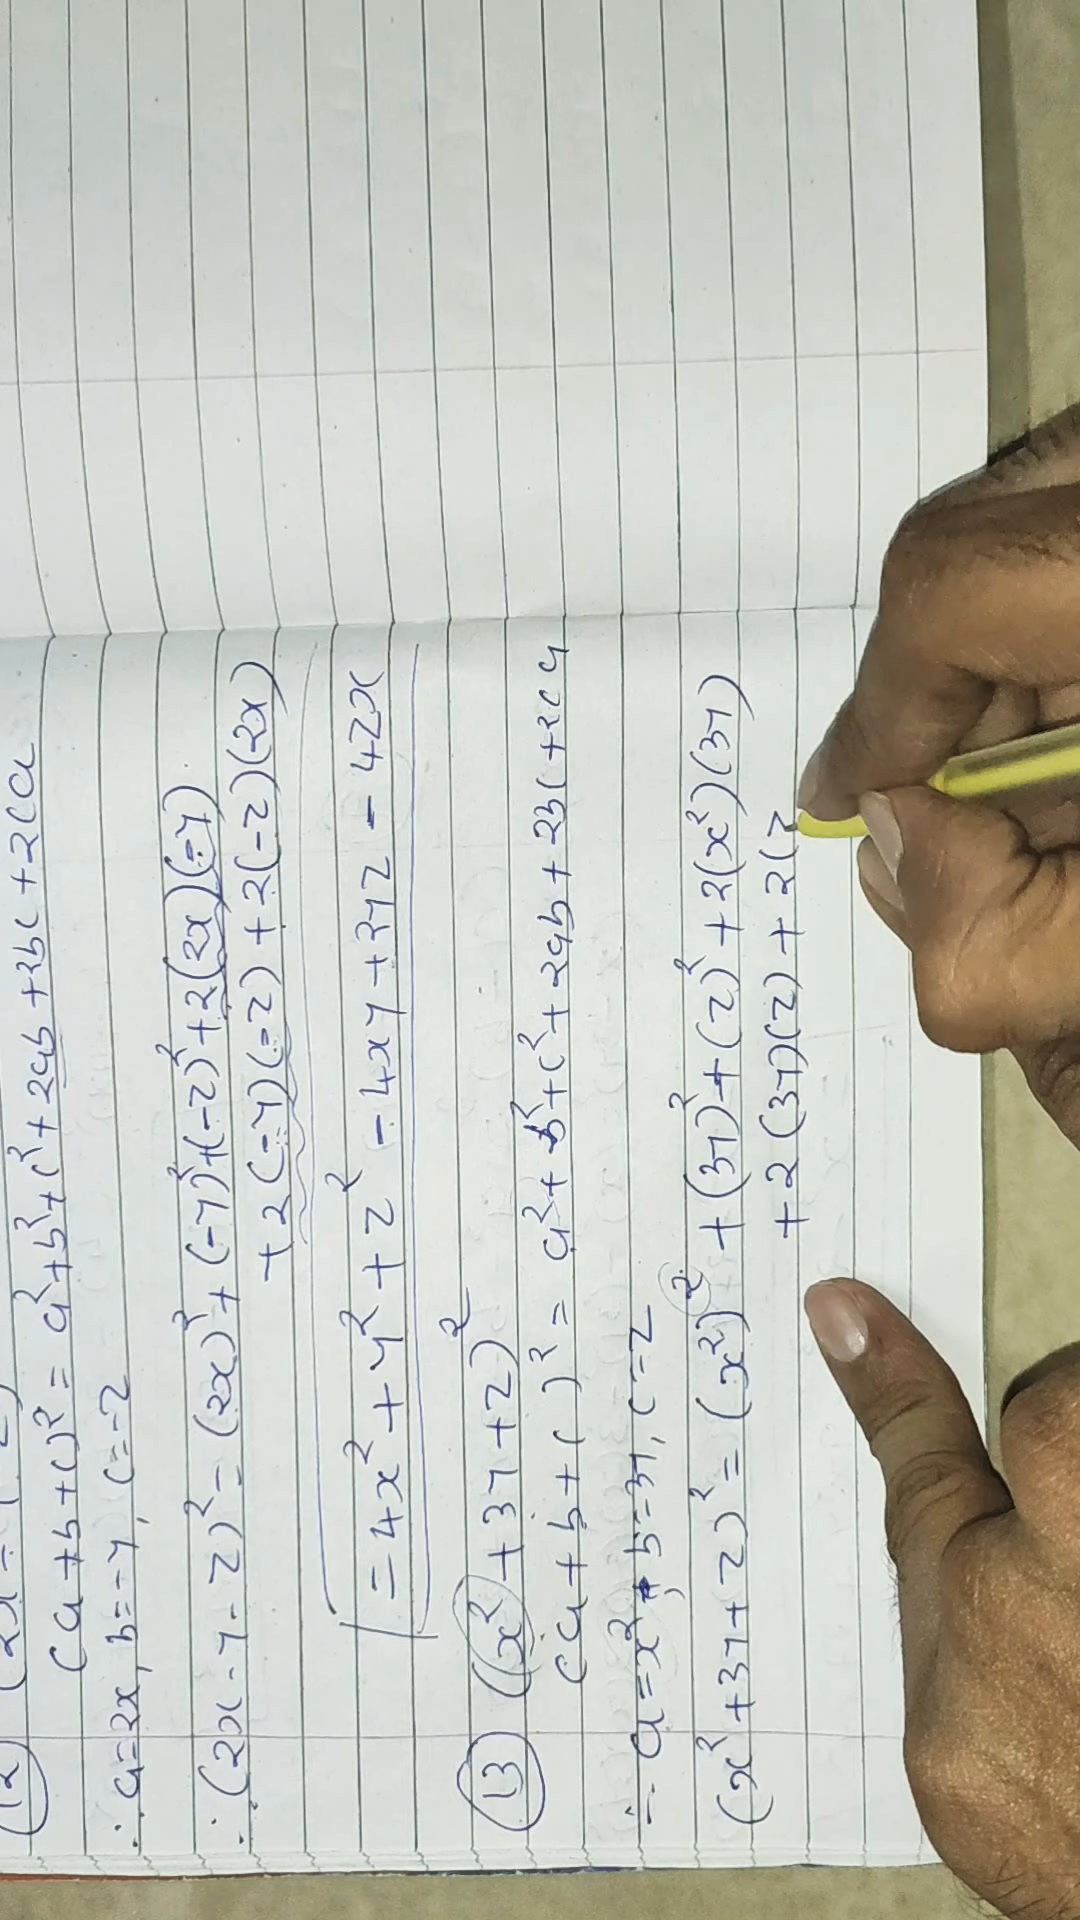 (12)
(a + b + c)² = a² + b² + c² + 2ab + 2bc + 2ca
∴ a = 2x, b = -y, c = -z
∴ (2x - y - z)² = (2x)² + (-y)² + (-z)² + 2(2x)(-y)
+ 2(-y)(-z) + 2(-z)(2x)
= 4x² + y² + z² - 4xy + 2yz - 4zx
(13) (x² + 3y + z)²
(a + b + c)² = a² + b² + c² + 2ab + 2bc + 2ca
∴ a = x², b = 3y, c = z
(x² + 3y + z)² = (x²)² + (3y)² + (z)² + 2(x²)(3y)
+ 2(3y)(z) + 2(z